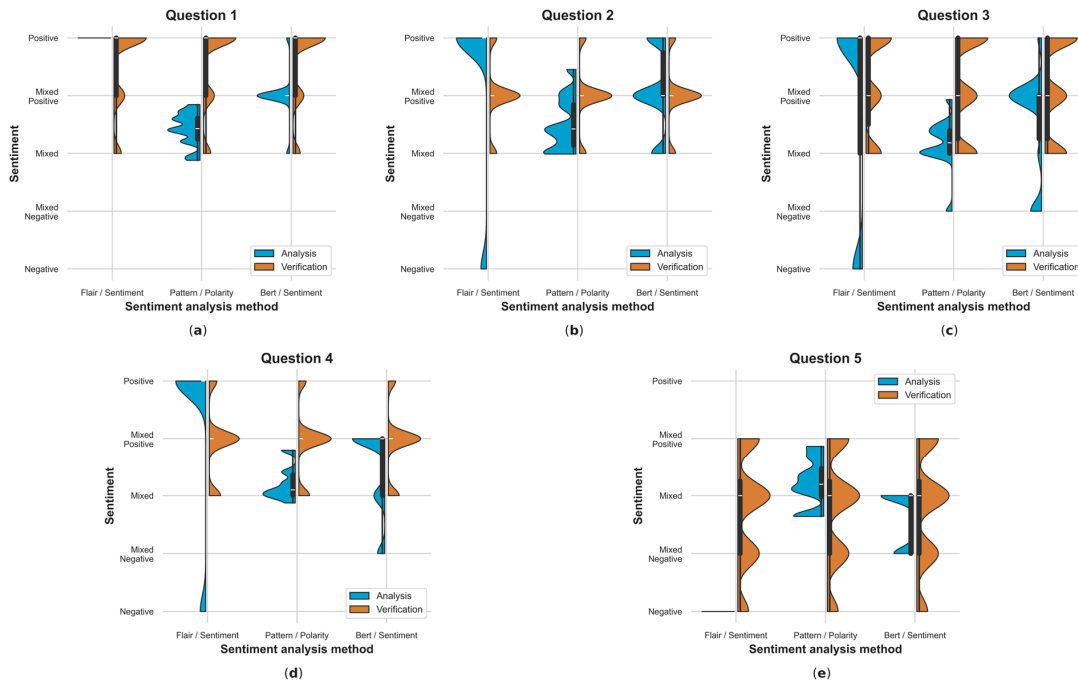 Question 1
Positive
Mixed
Positive
Mixed
Mixed
Negative
Negative
Sentiment
Analysis
Verification
Flair / Sentiment
Pattern / Polarity
Bert / Sentiment
Sentiment analysis method
(a)
Question 2
Positive
Mixed
Positive
Mixed
Mixed
Negative
Negative
Sentiment
Analysis
Verification
Flair / Sentiment
Pattern / Polarity
Bert / Sentiment
Sentiment analysis method
(b)
Question 3
Positive
Mixed
Positive
Mixed
Mixed
Negative
Negative
Sentiment
Analysis
Verification
Flair / Sentiment
Pattern / Polarity
Bert / Sentiment
Sentiment analysis method
(c)
Question 4
Positive
Mixed
Positive
Mixed
Mixed
Negative
Negative
Sentiment
Analysis
Verification
Flair / Sentiment
Pattern / Polarity
Bert / Sentiment
Sentiment analysis method
(d)
Question 5
Positive
Mixed
Positive
Mixed
Mixed
Negative
Negative
Sentiment
Analysis
Verification
Flair / Sentiment
Pattern / Polarity
Bert / Sentiment
Sentiment analysis method
(e)